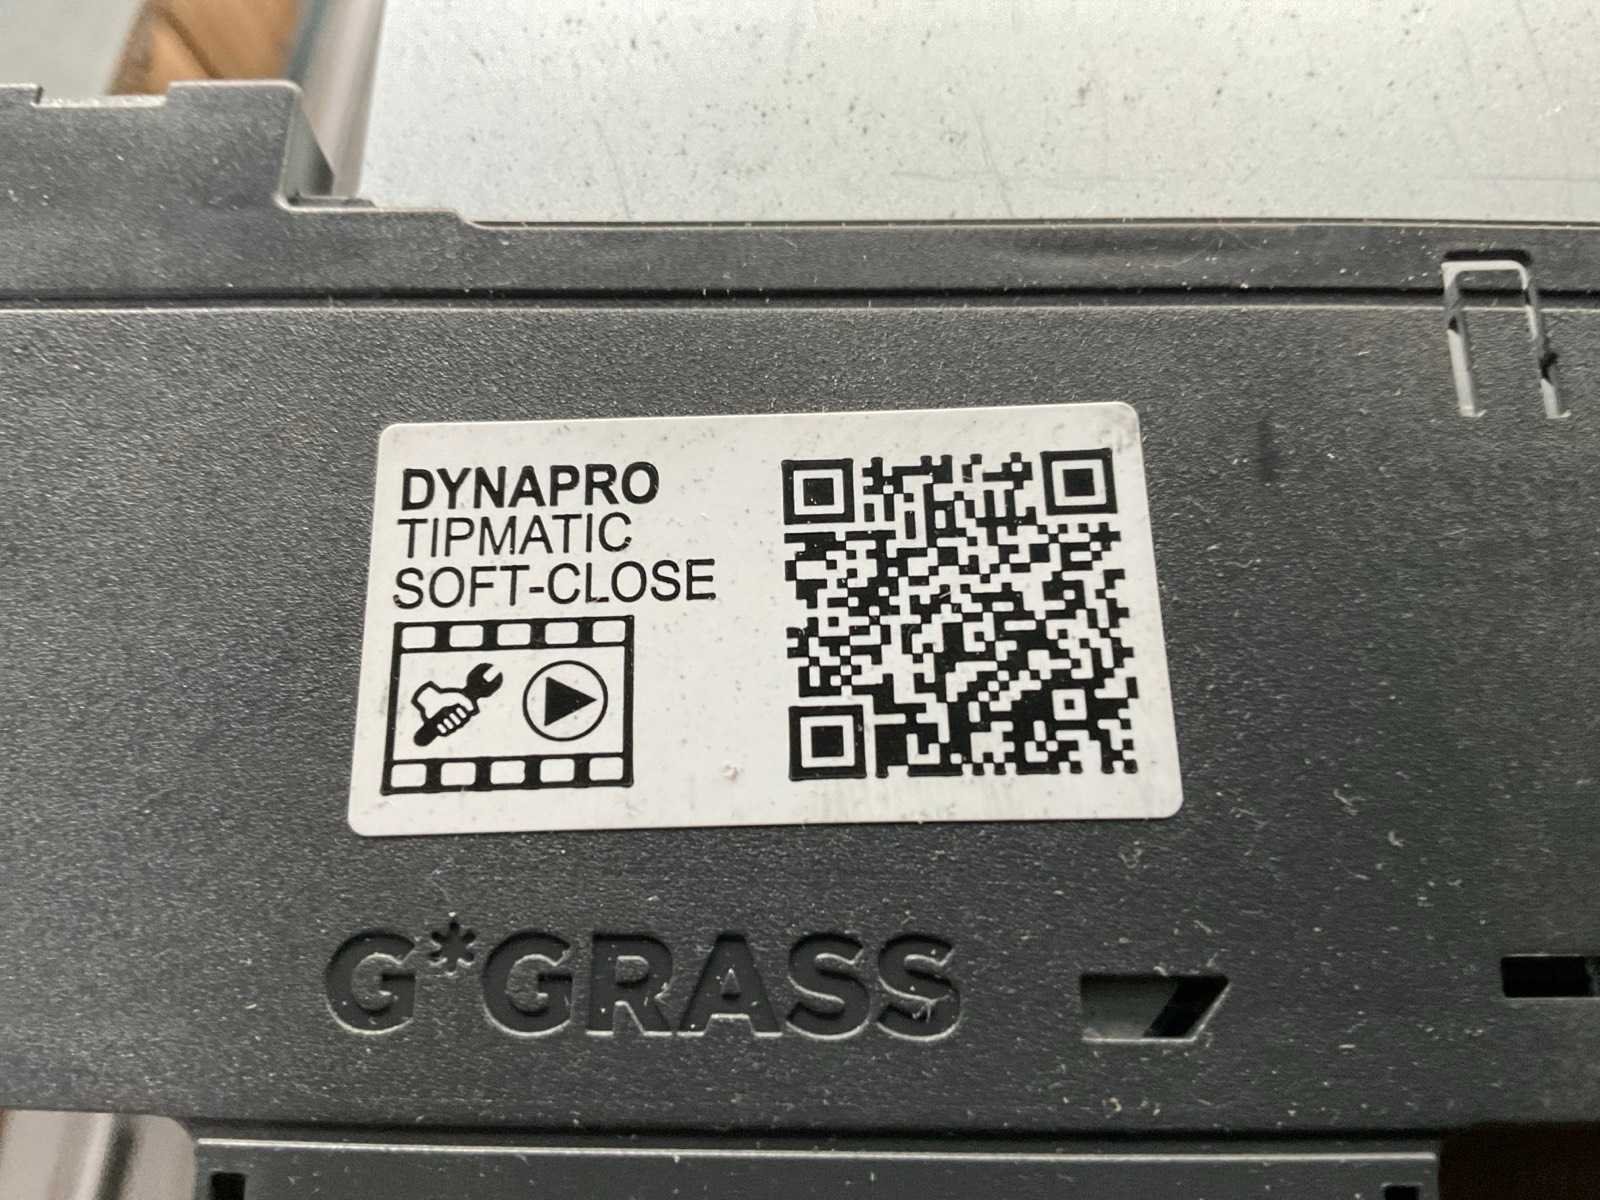 DYNAPRO
TIPMATIC
SOFT-CLOSE
G*GRASS